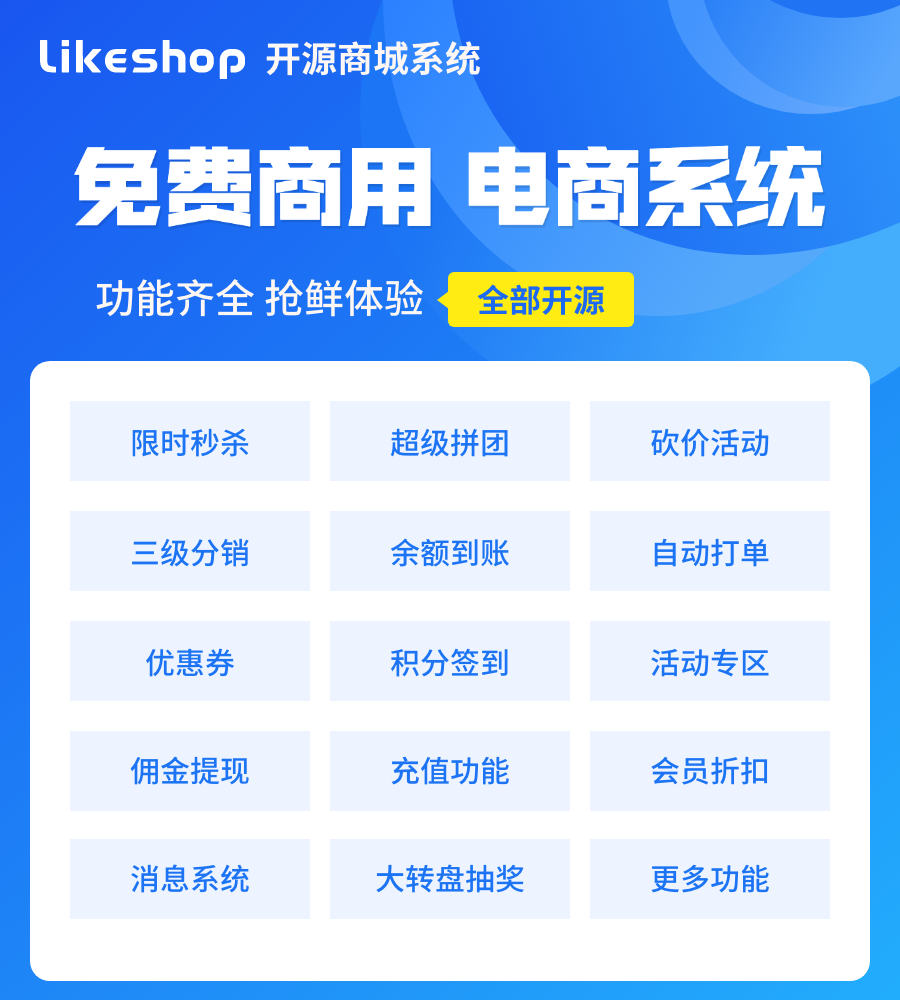 likeshop 开源商城系统
免费商用 电商系统
功能齐全 抢鲜体验 全部开源
限时秒杀 超级拼团 砍价活动
三级分销 余额到账 自动打单
优惠券 积分签到 活动专区
佣金提现 充值功能 会员折扣
消息系统 大转盘抽奖 更多功能